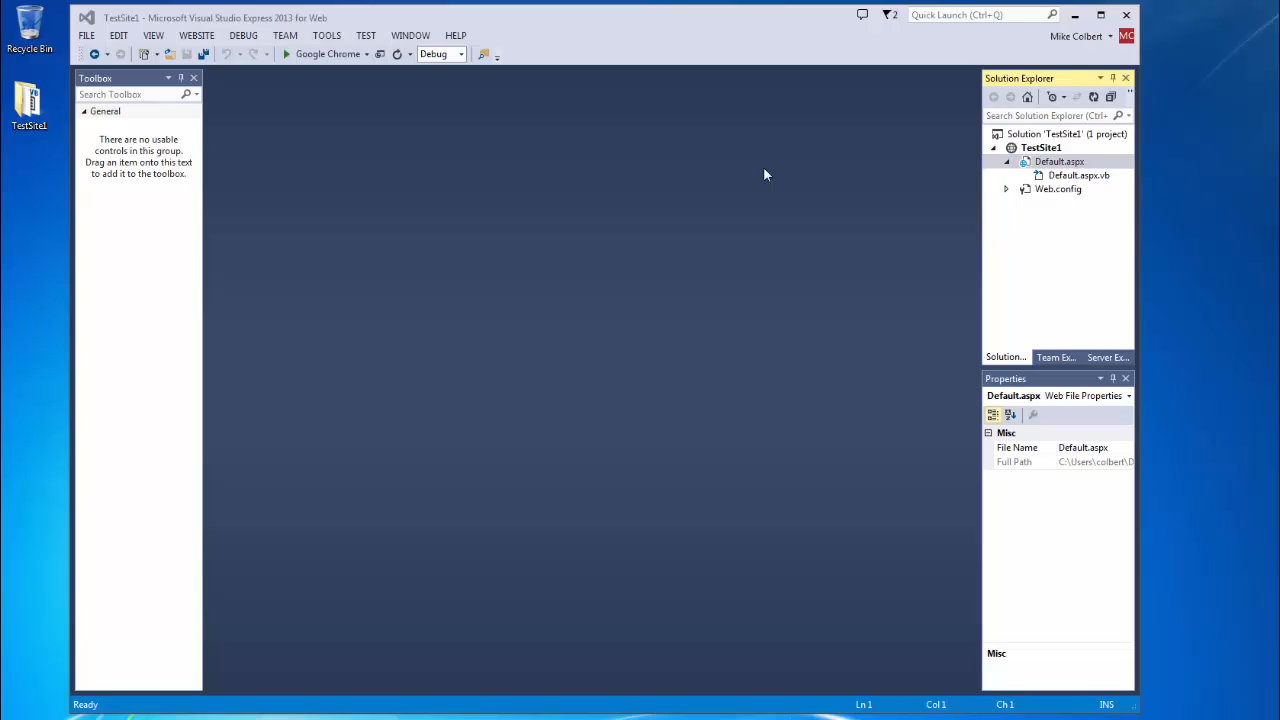 Recycle Bin
TestSite1
TestSite1 - Microsoft Visual Studio Express 2013 for Web
2
Quick Launch (Ctrl+Q)
FILE EDIT VIEW WEBSITE DEBUG TEAM TOOLS TEST WINDOW HELP
Mike Colbert MC
Google Chrome Debug
Toolbox
Search Toolbox
General
There are no usable
controls in this group.
Drag an item onto this text
to add it to the toolbox.
Solution Explorer
Search Solution Explorer (Ctrl+
Solution 'TestSite1' (1 project)
TestSite1
Default.aspx
Default.aspx.vb
Web.config
Solution... Team Ex... Server Ex...
Properties
Default.aspx Web File Properties
Misc
File Name Default.aspx
Full Path C:\Users\colbert\D
Misc
Ready Ln 1 Col 1 Ch 1 INS